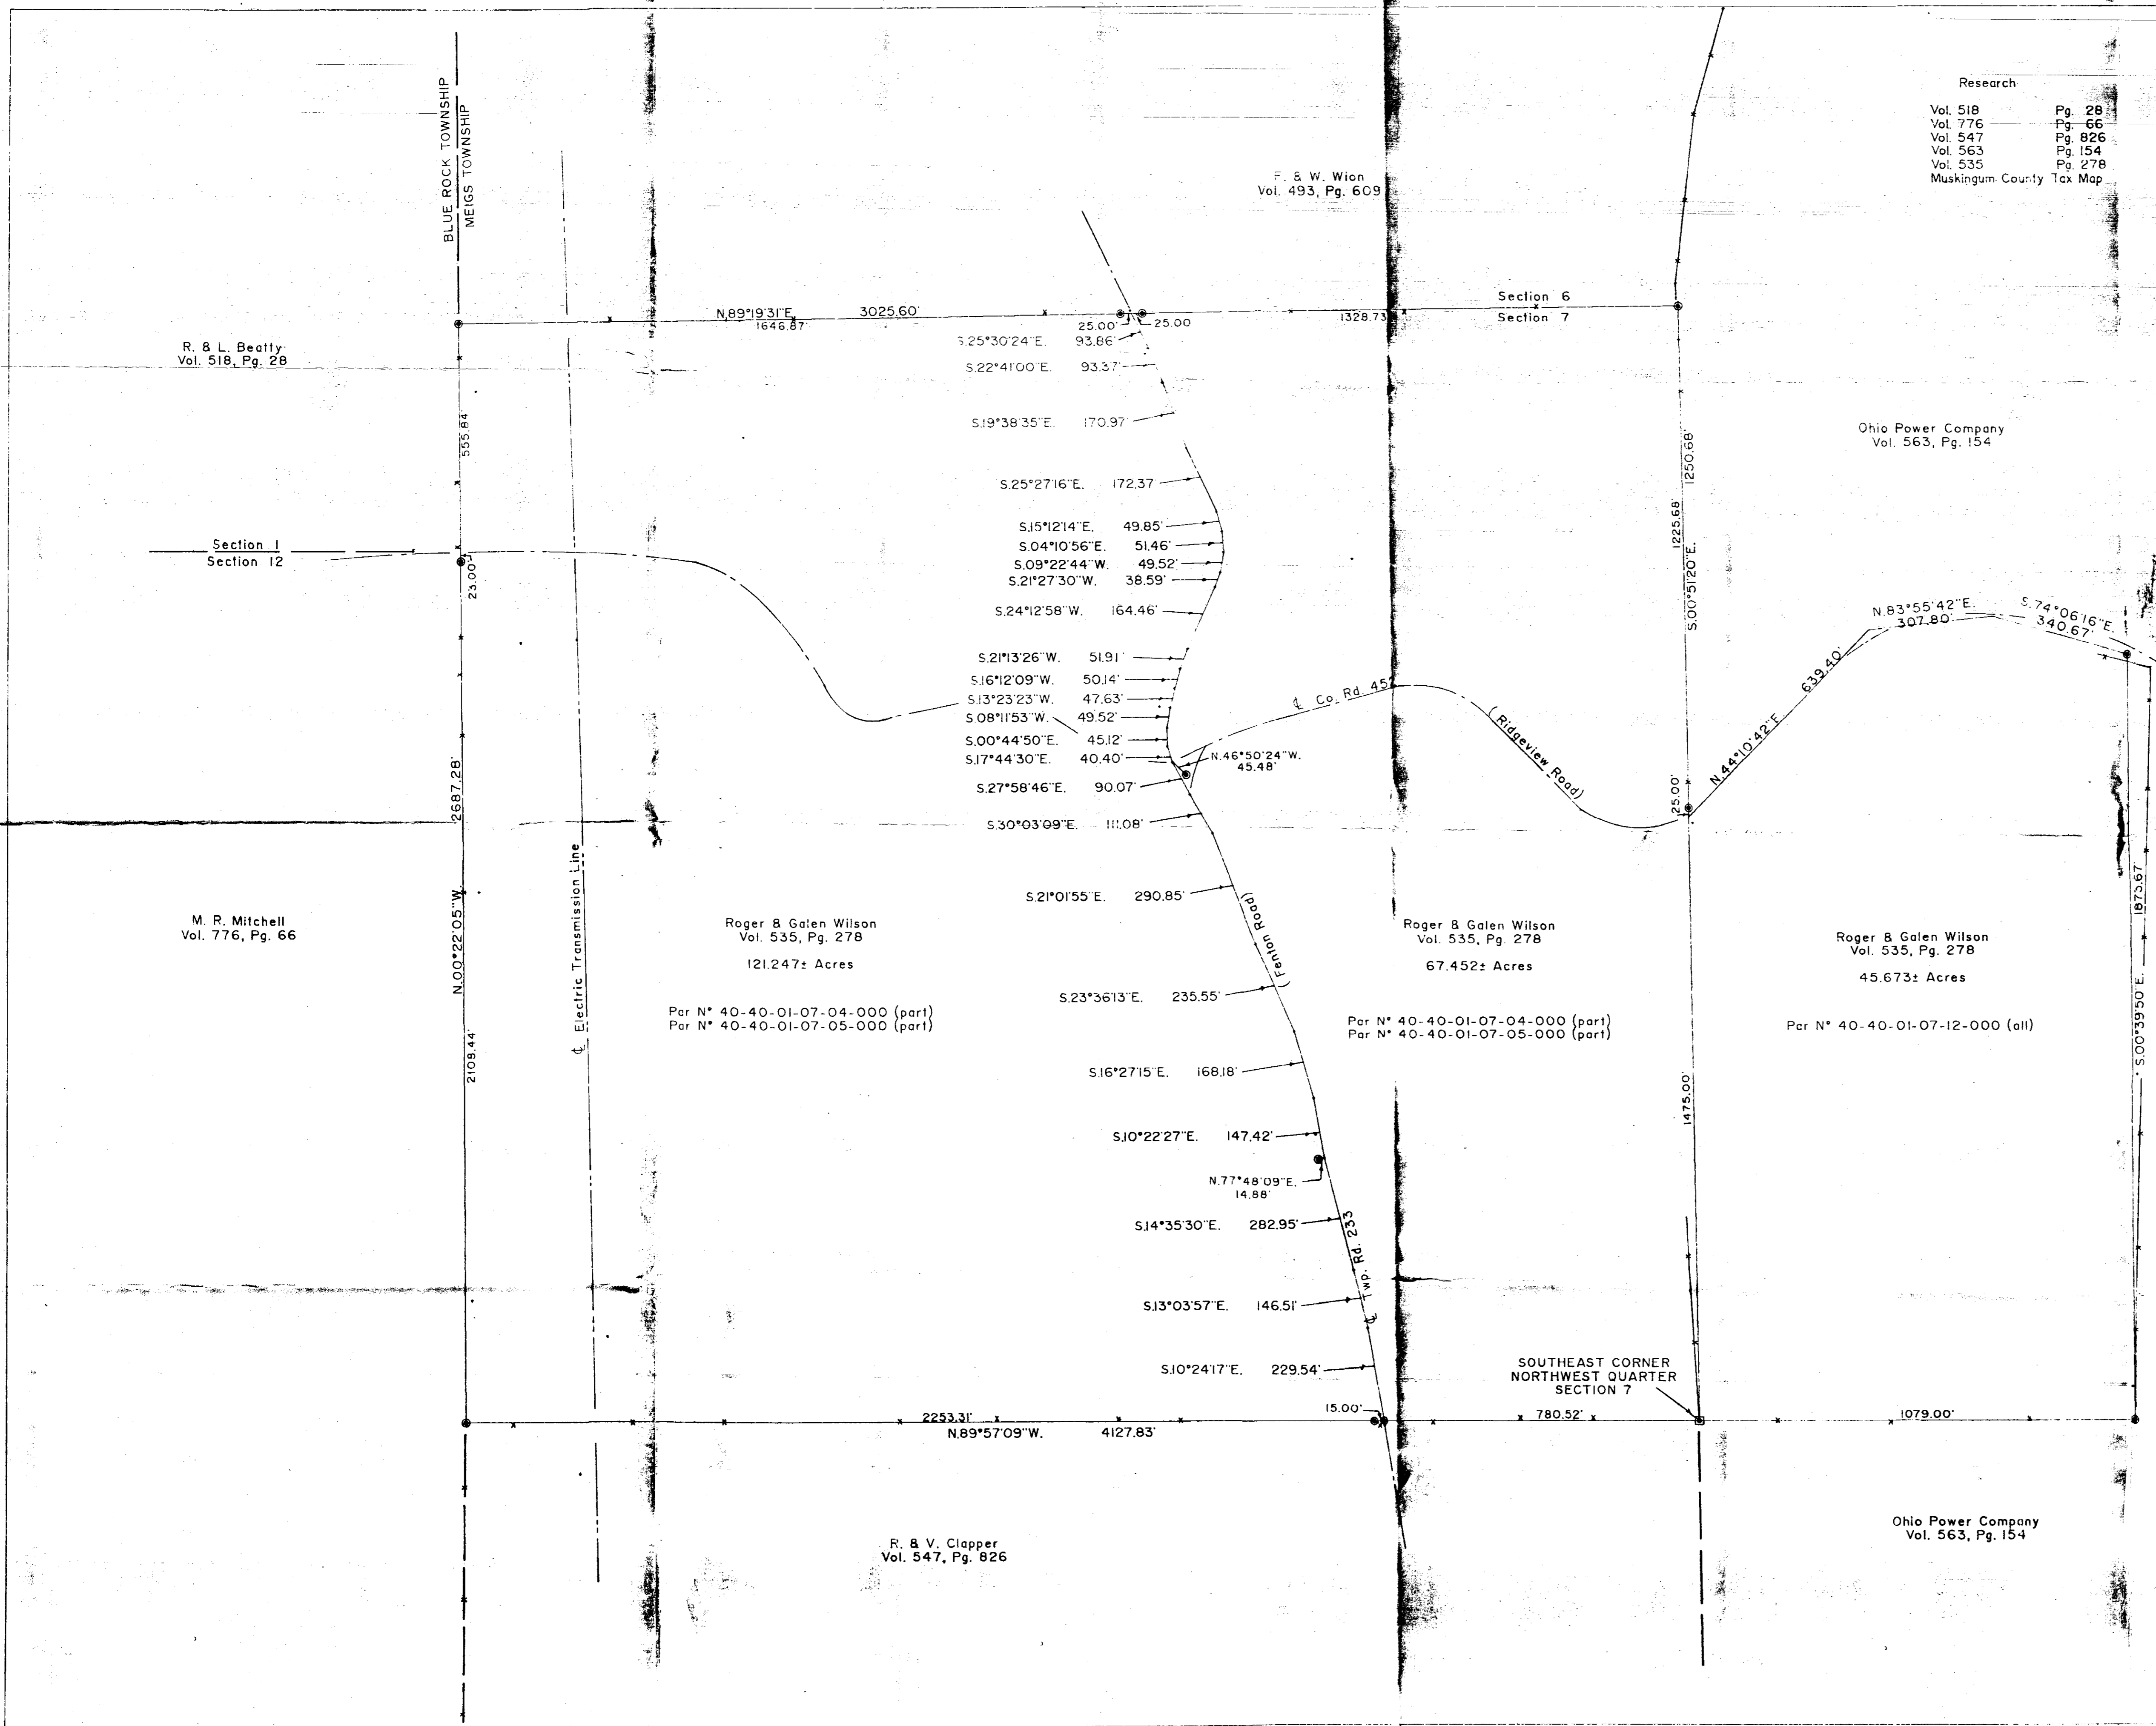 Research
Vol. 518 Pg. 28
Vol. 776 Pg. 66
Vol. 547 Pg. 826
Vol. 563 Pg. 154
Vol. 535 Pg. 278
Muskingum County Tax Map
BLUE ROCK TOWNSHIP
MEIGS TOWNSHIP
F. & W. Wion
Vol. 493, Pg. 609
N.89°19'31"E. 3025.60'
1646.87'
25.00'
25.00
1328.73'
Section 6
Section 7
R. & L. Beatty
Vol. 518, Pg. 28
S.25°30'24"E. 93.86'
S.22°41'00"E. 93.37'
S.19°38'35"E. 170.97'
S.25°27'16"E. 172.37'
S.15°12'14"E. 49.85'
S.04°10'56"E. 51.46'
S.09°22'44"W. 49.52'
S.21°27'30"W. 38.59'
S.24°12'58"W. 164.46'
S.21°13'26"W. 51.91'
S.16°12'09"W. 50.14'
S.13°23'23"W. 47.63'
S.08°11'53"W. 49.52'
S.00°44'50"E. 45.12'
S.17°44'30"E. 40.40'
N.46°50'24"W.
45.48'
S.27°58'46"E. 90.07'
S.30°03'09"E. 111.08'
S.21°01'55"E. 290.85'
S.23°36'13"E. 235.55'
S.16°27'15"E. 168.18'
S.10°22'27"E. 147.42'
N.77°48'09"E.
14.88'
S.14°35'30"E. 282.95'
S.13°03'57"E. 146.51'
S.10°24'17"E. 229.54'
555.84
23.00'
Section 1
Section 12
2687.28'
N.00°22'05"W.
2108.44'
℄ Electric Transmission Line
Ohio Power Company
Vol. 563, Pg. 154
1250.68'
1225.68'
S.00°51'20"E.
25.00'
1475.00'
℄ Co. Rd. 452
(Ridgeview Road)
N.44°10'42"E.
639.40'
N.83°55'42"E.
307.80'
S.74°06'16"E.
340.67'
1875.67'
S.00°39'50"E.
M. R. Mitchell
Vol. 776, Pg. 66
Roger & Galen Wilson
Vol. 535, Pg. 278
121.247± Acres
Par N° 40-40-01-07-04-000 (part)
Par N° 40-40-01-07-05-000 (part)
(Fenton Road)
℄ Twp. Rd. 233
Roger & Galen Wilson
Vol. 535, Pg. 278
67.452± Acres
Par N° 40-40-01-07-04-000 (part)
Par N° 40-40-01-07-05-000 (part)
Roger & Galen Wilson
Vol. 535, Pg. 278
45.673± Acres
Par N° 40-40-01-07-12-000 (all)
SOUTHEAST CORNER
NORTHWEST QUARTER
SECTION 7
2253.31'
N.89°57'09"W. 4127.83'
15.00'
780.52'
1079.00'
R. & V. Clapper
Vol. 547, Pg. 826
Ohio Power Company
Vol. 563, Pg. 154